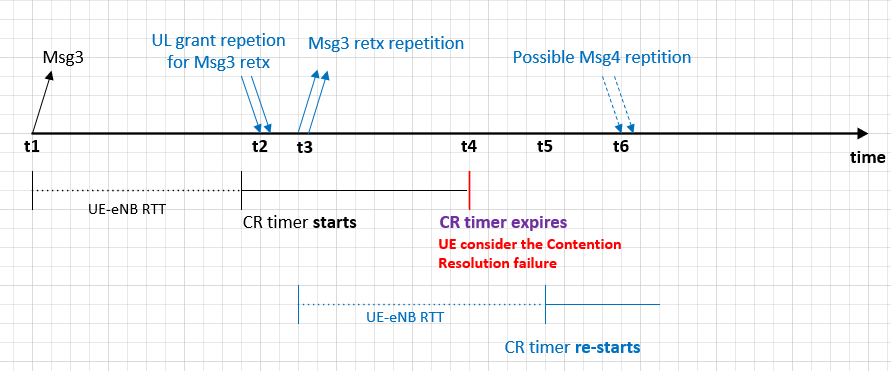 UL grant repetion
for Msg3 retx
Msg3 retx repetition
Msg3
Possible Msg4 reptition
t1
t2
t3
t4
t5
t6
time
UE-eNB RTT
CR timer starts
CR timer expires
UE consider the Contention
Resolution failure
UE-eNB RTT
CR timer re-starts